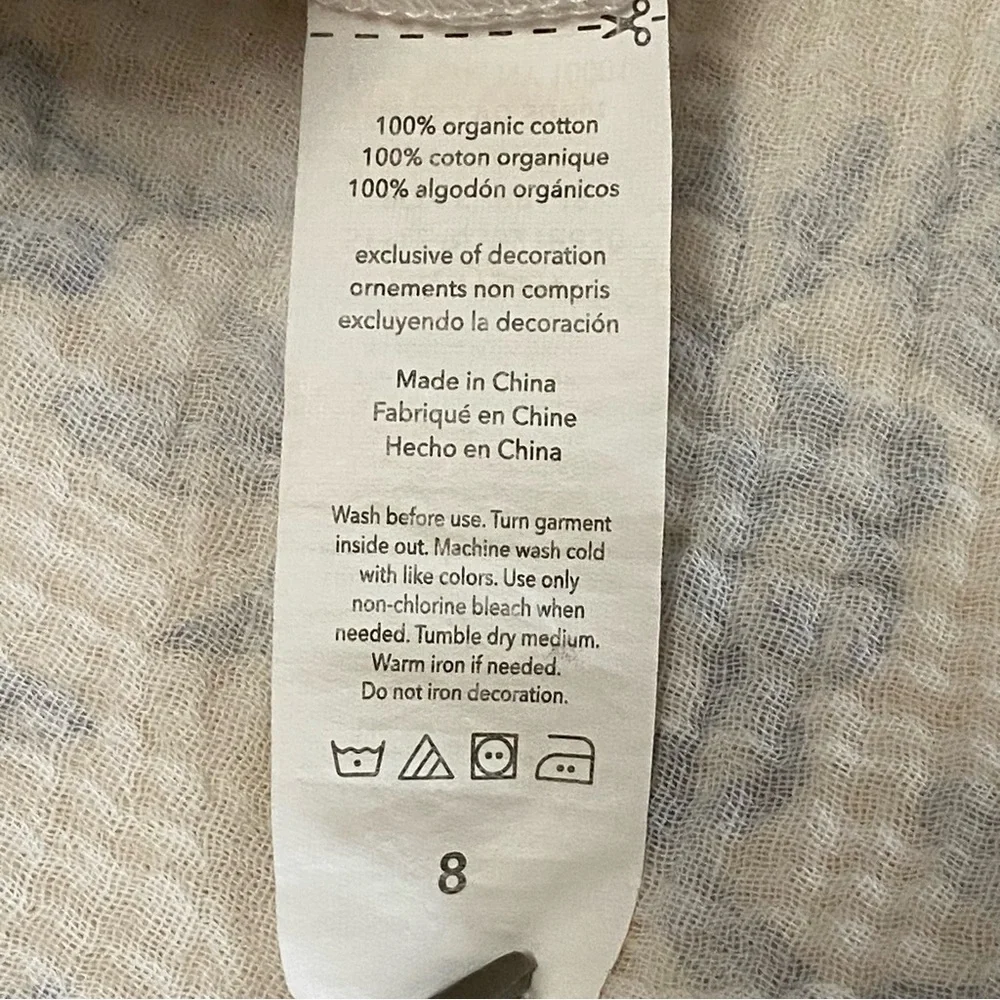 100% organic cotton
100% coton organique
100% algodón orgánicos
exclusive of decoration
ornements non compris
excluyendo la decoración
Made in China
Fabriqué en Chine
Hecho en China
Wash before use. Turn garment
inside out. Machine wash cold
with like colors. Use only
non-chlorine bleach when
needed. Tumble dry medium.
Warm iron if needed.
Do not iron decoration.
8